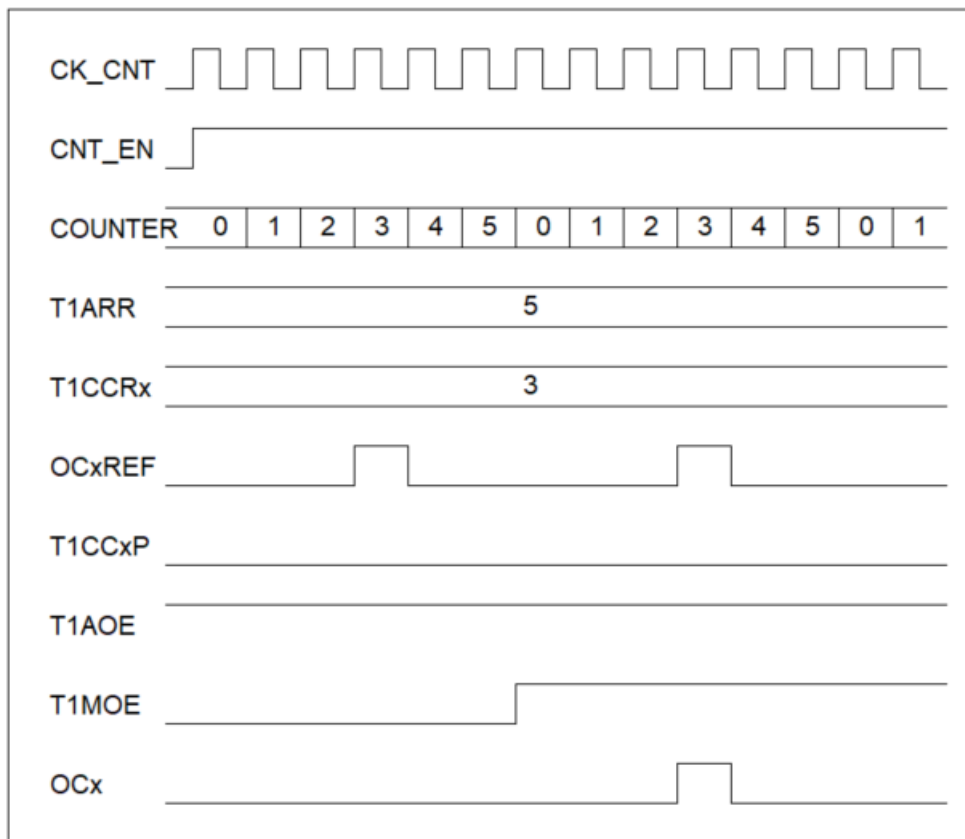 CK_CNT
CNT_EN
COUNTER 0 1 2 3 4 5 0 1 2 3 4 5 0 1
T1ARR 5
T1CCRx 3
OCxREF
T1CCxP
T1AOE
T1MOE
OCx